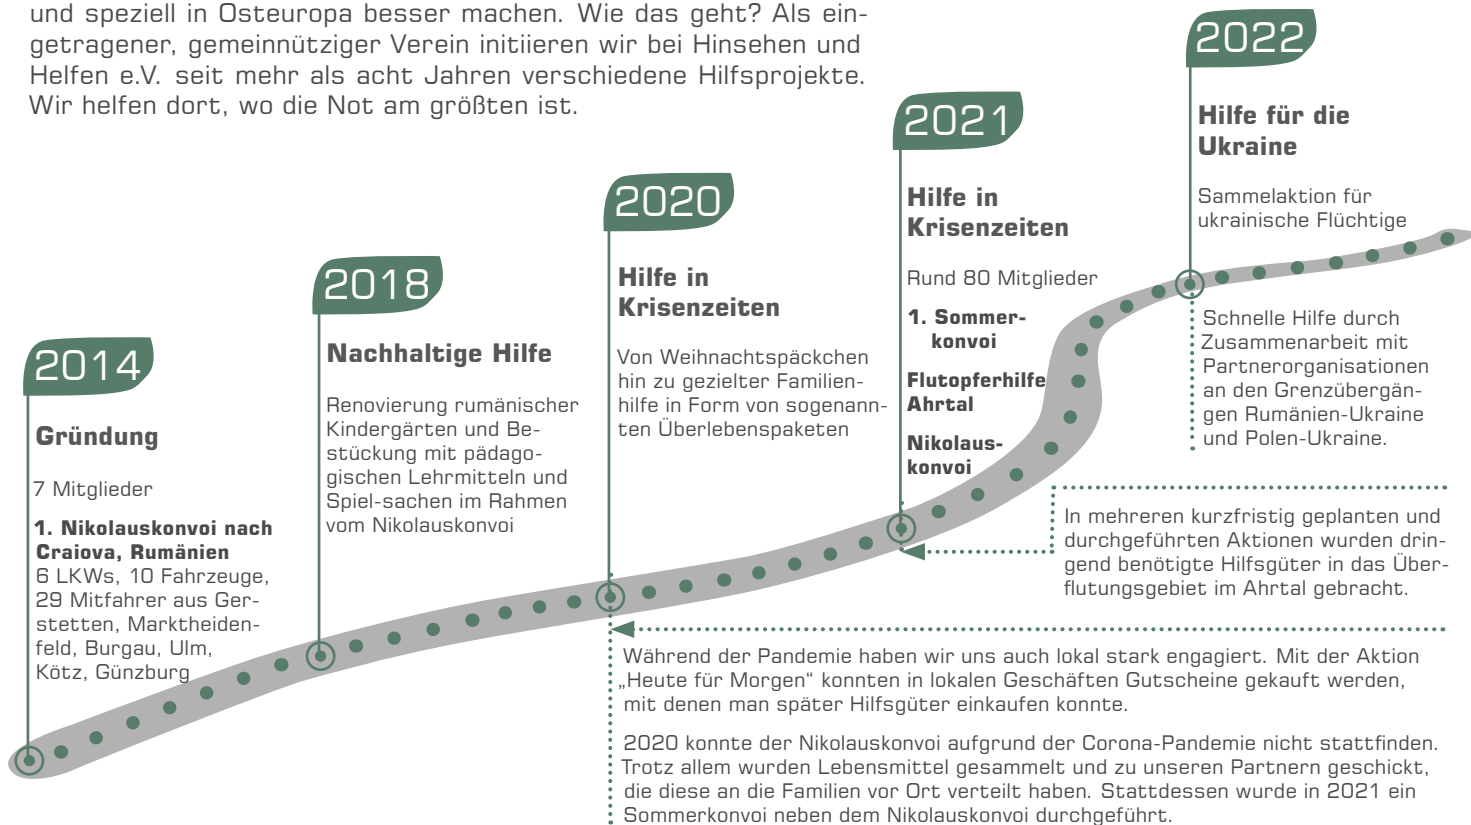 und speziell in Osteuropa besser machen. Wie das geht? Als ein-
getragener, gemeinnütziger Verein initiieren wir bei Hinsehen und
Helfen e.V. seit mehr als acht Jahren verschiedene Hilfsprojekte.
Wir helfen dort, wo die Not am größten ist.
2014
Gründung
7 Mitglieder
1. Nikolauskonvoi nach
Craiova, Rumänien
6 LKWs, 10 Fahrzeuge,
29 Mitfahrer aus Ger-
stetten, Marktheiden-
feld, Burgau, Ulm,
Kötz, Günzburg
2018
Nachhaltige Hilfe
Renovierung rumänischer
Kindergärten und Be-
stückung mit pädago-
gischen Lehrmitteln und
Spiel-sachen im Rahmen
vom Nikolauskonvoi
2020
Hilfe in
Krisenzeiten
Von Weihnachtspäckchen
hin zu gezielter Familien-
hilfe in Form von sogenann-
ten Überlebenspaketen
2021
Hilfe in
Krisenzeiten
Rund 80 Mitglieder
1. Sommer-
konvoi
Flutopferhilfe
Ahrtal
Nikolaus-
konvoi
2022
Hilfe für die
Ukraine
Sammelaktion für
ukrainische Flüchtige
Schnelle Hilfe durch
Zusammenarbeit mit
Partnerorganisationen
an den Grenzübergän-
gen Rumänien-Ukraine
und Polen-Ukraine.
In mehreren kurzfristig geplanten und
durchgeführten Aktionen wurden drin-
gend benötigte Hilfsgüter in das Über-
flutungsgebiet im Ahrtal gebracht.
Während der Pandemie haben wir uns auch lokal stark engagiert. Mit der Aktion
„Heute für Morgen“ konnten in lokalen Geschäften Gutscheine gekauft werden,
mit denen man später Hilfsgüter einkaufen konnte.
2020 konnte der Nikolauskonvoi aufgrund der Corona-Pandemie nicht stattfinden.
Trotz allem wurden Lebensmittel gesammelt und zu unseren Partnern geschickt,
die diese an die Familien vor Ort verteilt haben. Stattdessen wurde in 2021 ein
Sommerkonvoi neben dem Nikolauskonvoi durchgeführt.